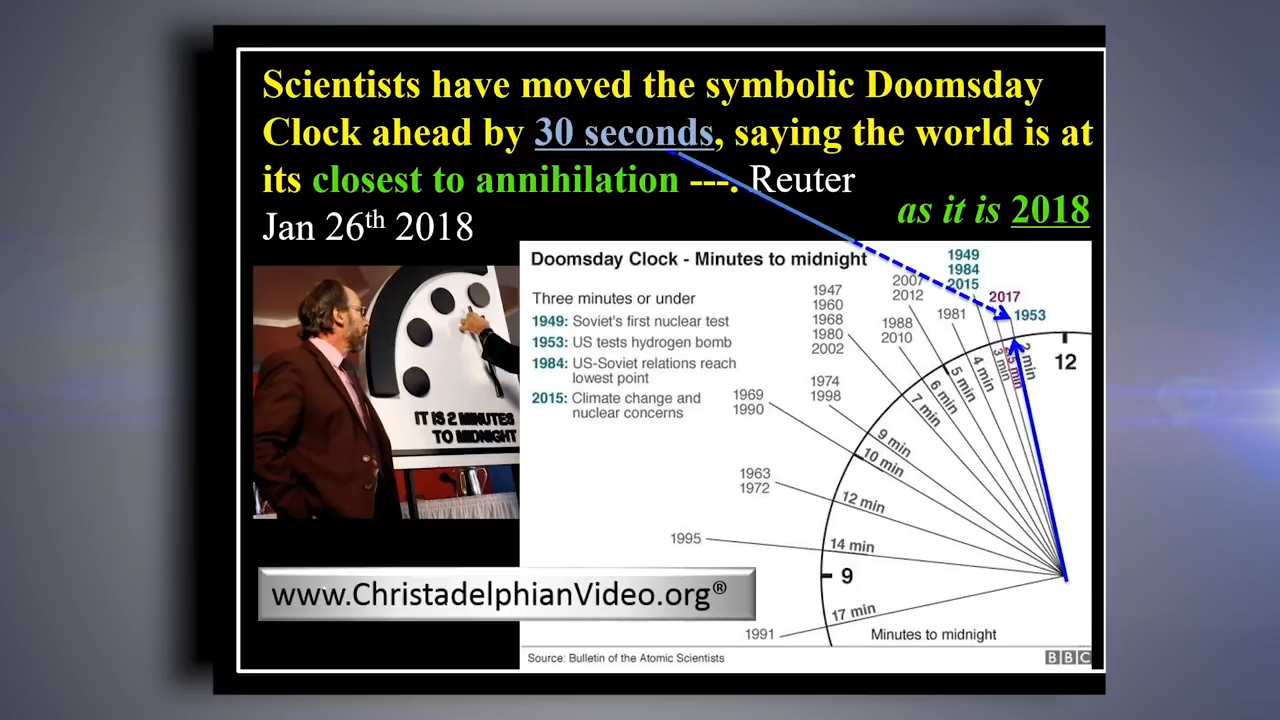 Scientists have moved the symbolic Doomsday
Clock ahead by 30 seconds, saying the world is at
its closest to annihilation ---. Reuter
Jan 26th 2018
as it is 2018
Doomsday Clock - Minutes to midnight
Three minutes or under
1949: Soviet's first nuclear test
1953: US tests hydrogen bomb
1984: US-Soviet relations reach
lowest point
2015: Climate change and
nuclear concerns
1949
1984
2015
2007
2012
2017
1953
1947
1960
1968
1980
2002
1988
2010
1981
1974
1998
1969
1990
1963
1972
1995
1991
12
2 min
2.5 min
3 min
4 min
5 min
6 min
7 min
9 min
10 min
12 min
14 min
9
17 min
Minutes to midnight
IT IS 2 MINUTES
TO MIDNIGHT
www.ChristadelphianVideo.org®
Source: Bulletin of the Atomic Scientists
BBC